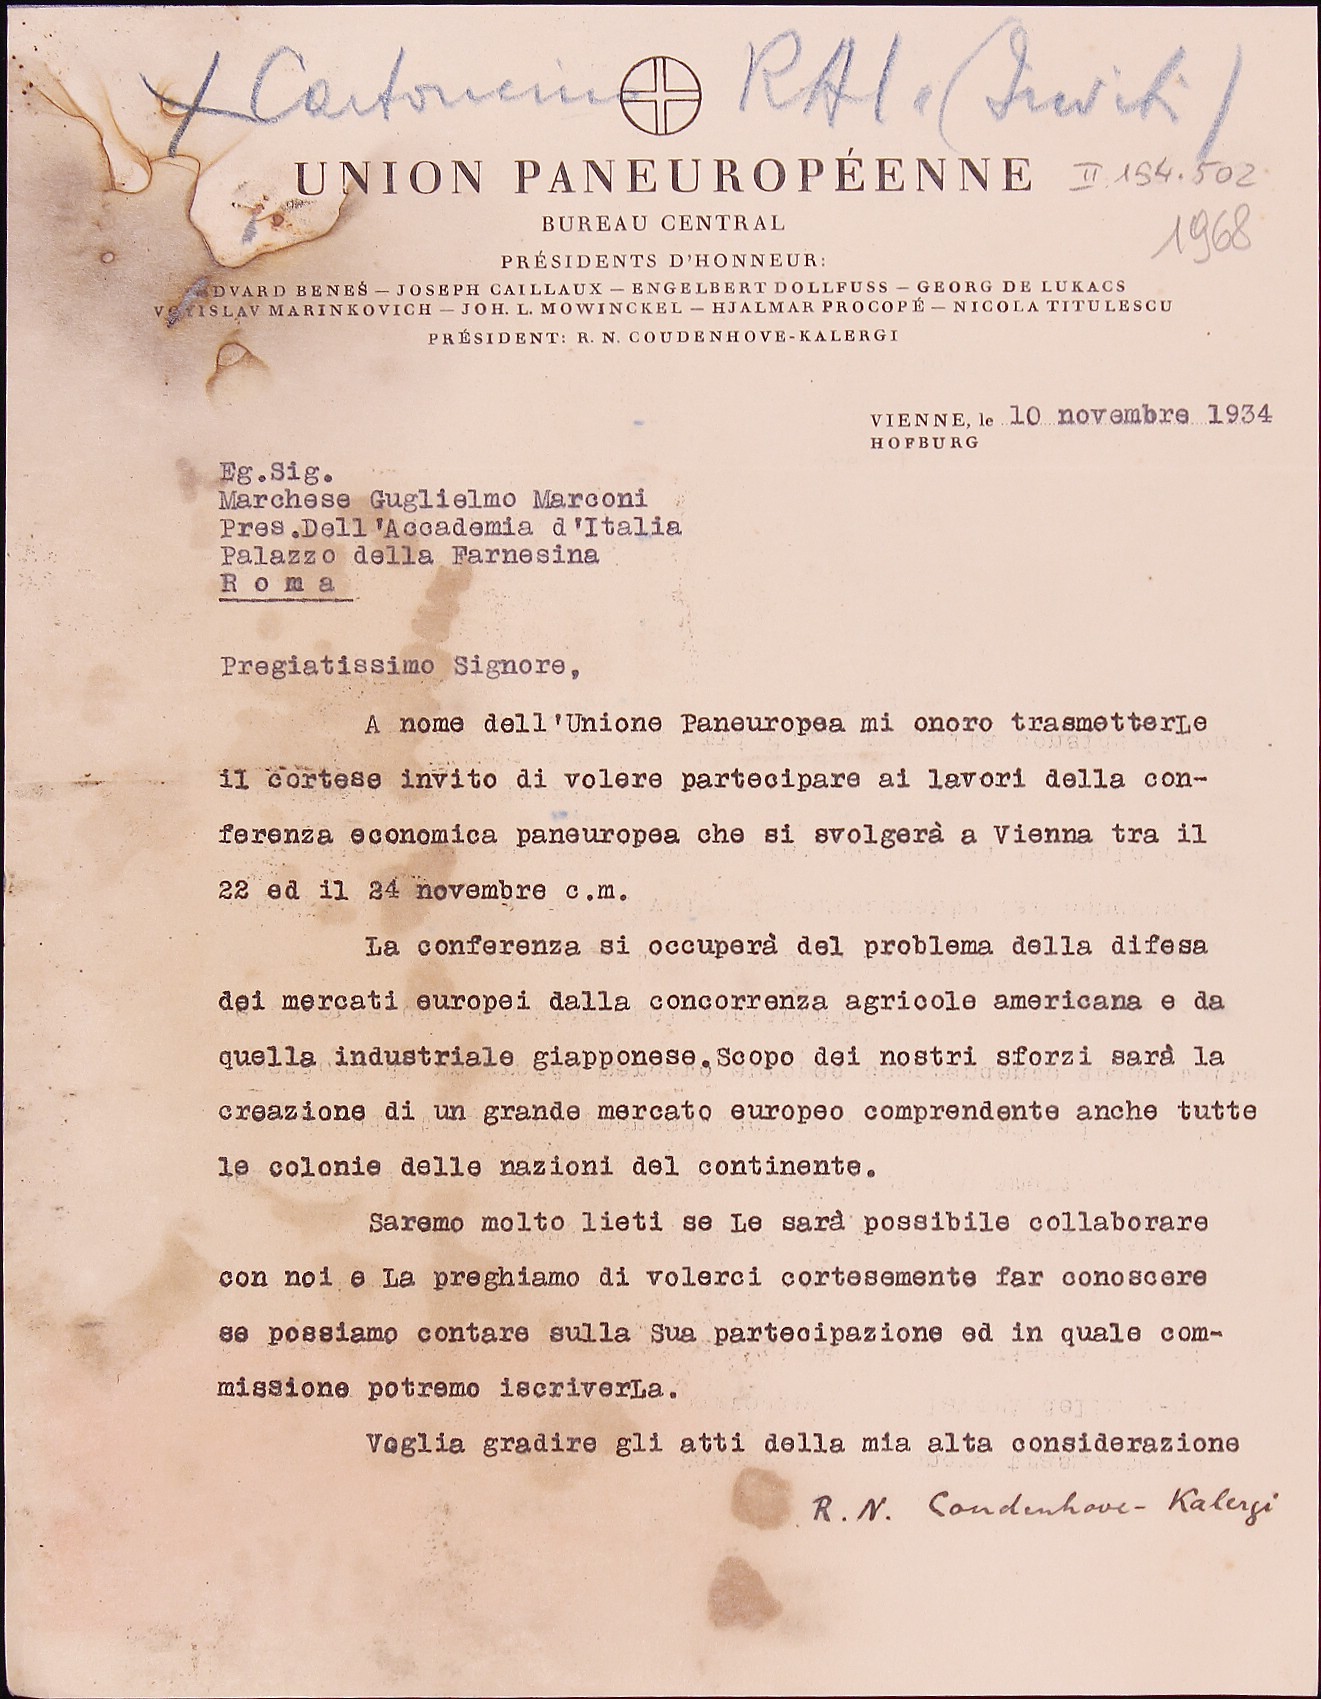 Cartoncino RAI. (Inviti)
UNION PANEUROPÉENNE
II 154.502
1968
BUREAU CENTRAL
PRÉSIDENTS D'HONNEUR:
EDVARD BENEŠ — JOSEPH CAILLAUX — ENGELBERT DOLLFUSS — GEORG DE LUKACS
VOYISLAV MARINKOVICH — JOH. L. MOWINCKEL — HJALMAR PROCOPÉ — NICOLA TITULESCU
PRÉSIDENT: R. N. COUDENHOVE-KALERGI
VIENNE, le 10 novembre 1934
HOFBURG
Eg.Sig.
Marchese Guglielmo Marconi
Pres.Dell'Accademia d'Italia
Palazzo della Farnesina
R o m a
Pregiatissimo Signore,
A nome dell'Unione Paneuropea mi onoro trasmetterLe
il cortese invito di volere partecipare ai lavori della con-
ferenza economica paneuropea che si svolgerà a Vienna tra il
22 ed il 24 novembre c.m.
La conferenza si occuperà del problema della difesa
dei mercati europei dalla concorrenza agricole americana e da
quella industriale giapponese.Scopo dei nostri sforzi sarà la
creazione di un grande mercato europeo comprendente anche tutte
le colonie delle nazioni del continente.
Saremo molto lieti se Le sarà possibile collaborare
con noi e La preghiamo di volerci cortesemente far conoscere
se possiamo contare sulla Sua partecipazione ed in quale com-
missione potremo iscriverLa.
Voglia gradire gli atti della mia alta considerazione
R. N. Coudenhove-Kalergi